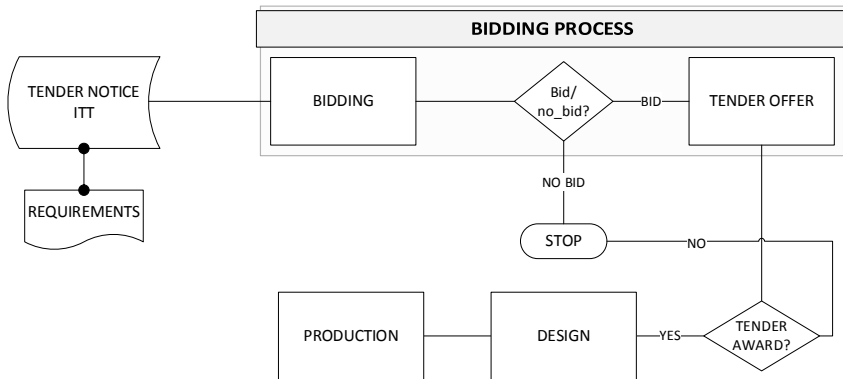 BIDDING PROCESS
TENDER NOTICE
ITT
BIDDING
Bid/
no_bid?
BID
TENDER OFFER
REQUIREMENTS
NO BID
STOP
NO
PRODUCTION
DESIGN
YES
TENDER
AWARD?